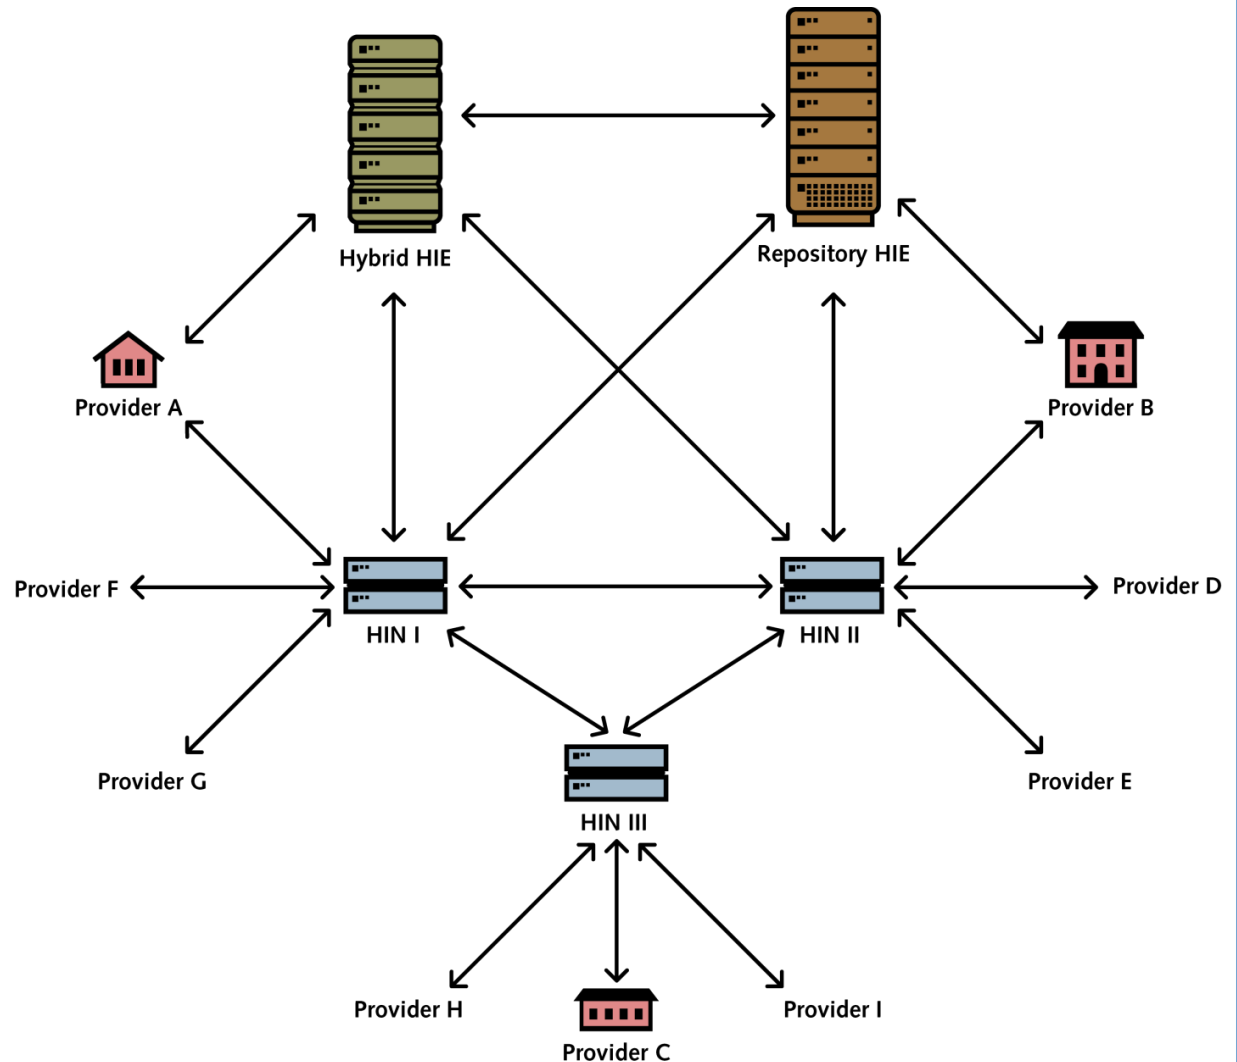 Hybrid HIE
Repository HIE
Provider A
Provider B
Provider F
Provider D
HIN I
HIN II
Provider G
Provider E
HIN III
Provider H
Provider I
Provider C